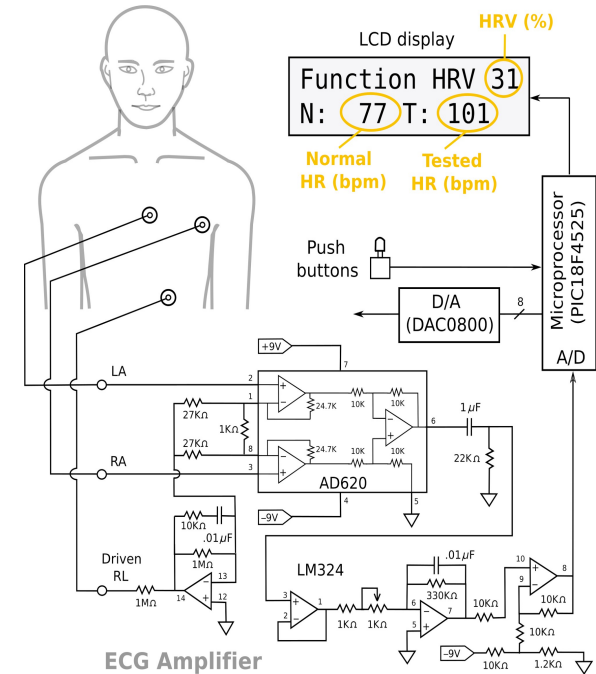 HRV (%)
LCD display
Function HRV 31
N: 77 T: 101
Normal
HR (bpm)
Tested
HR (bpm)
Microprocessor
(PIC18F4525)
A/D
Push
buttons
D/A
(DAC0800)
8
+9V
7
LA
2
1
27KΩ
1KΩ
27KΩ
8
3
RA
24.7K
10K
10K
24.7K
10K
10K
AD620
6
5
4
–9V
1µF
22KΩ
10KΩ
.01µF
1MΩ
Driven
RL
1MΩ
14
13
12
LM324
3
2
1
1KΩ
1KΩ
.01µF
330KΩ
6
5
7
10KΩ
10
9
8
10KΩ
10KΩ
–9V
10KΩ
1.2KΩ
ECG Amplifier